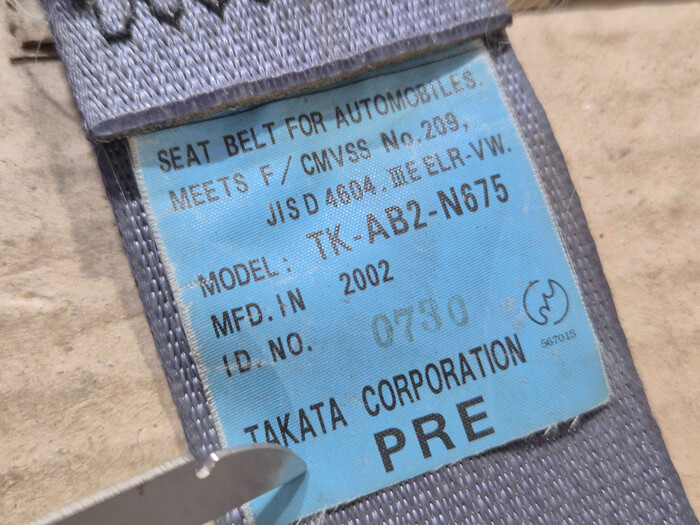 SEAT BELT FOR AUTOMOBILES.
MEETS F/CMVSS No.209,
JIS D 4604. ⅢE ELR-VW.
MODEL: TK-AB2-N675
MFD. IN 2002
ID. NO. 0730
567015
TAKATA CORPORATION
PRE